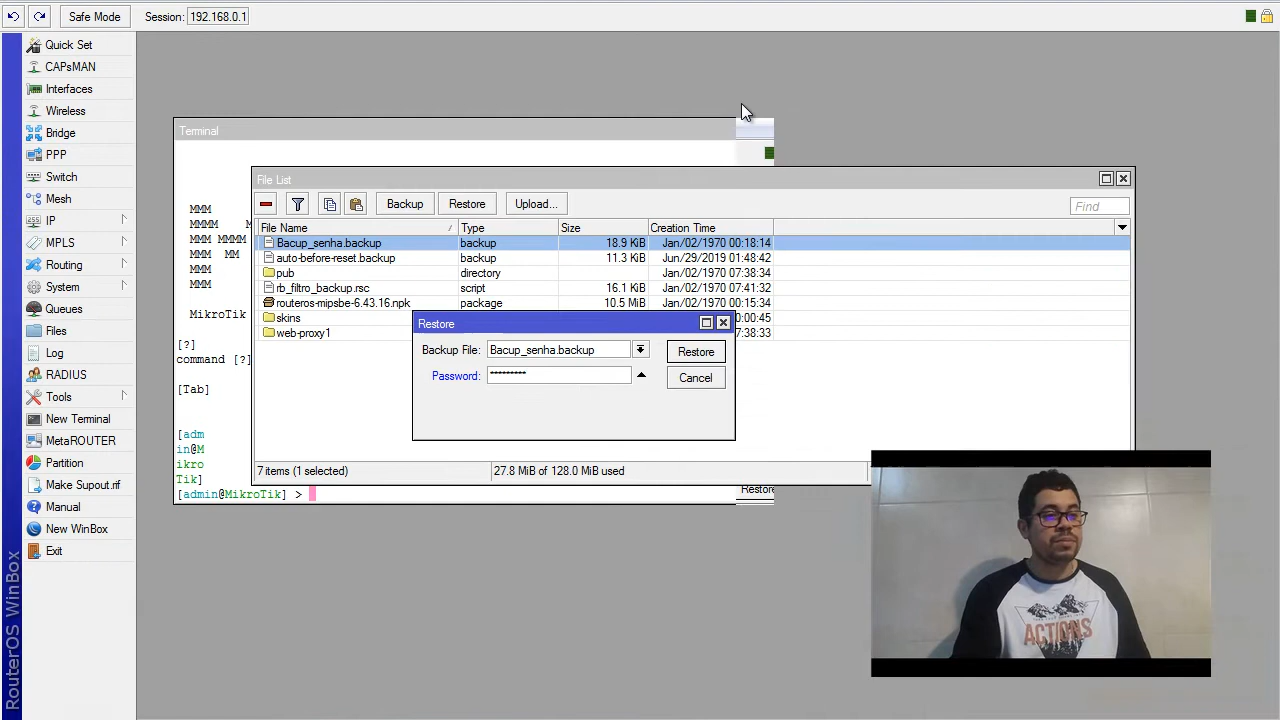 Safe Mode Session: 192.168.0.1
Quick Set
CAPsMAN
Interfaces
Wireless
Bridge
PPP
Switch
Mesh
IP
MPLS
Routing
System
Queues
Files
Log
RADIUS
Tools
New Terminal
MetaROUTER
Partition
Make Supout.rif
Manual
New WinBox
Exit
RouterOS WinBox
Terminal
MMM
MMMM M
MMM MMMM
MMM MM
MMM
MMM
MikroTik
[?]
command [?]
[Tab]
[adm
in@M
ikro
Tik]
[admin@MikroTik] >
File List
Backup Restore Upload... Find
File Name / Type Size Creation Time
Bacup_senha.backup backup 18.9 KiB Jan/02/1970 00:18:14
auto-before-reset.backup backup 11.3 KiB Jun/29/2019 01:48:42
pub directory Jan/02/1970 07:38:34
rb_filtro_backup.rsc script 16.1 KiB Jan/02/1970 07:41:32
routeros-mipsbe-6.43.16.npk package 10.5 MiB Jan/02/1970 00:15:34
skins 0:00:45
web-proxy1 7:38:33
7 items (1 selected) 27.8 MiB of 128.0 MiB used
Restore
Backup File: Bacup_senha.backup Restore
Password: ********* Cancel
Restore
ACTIONS